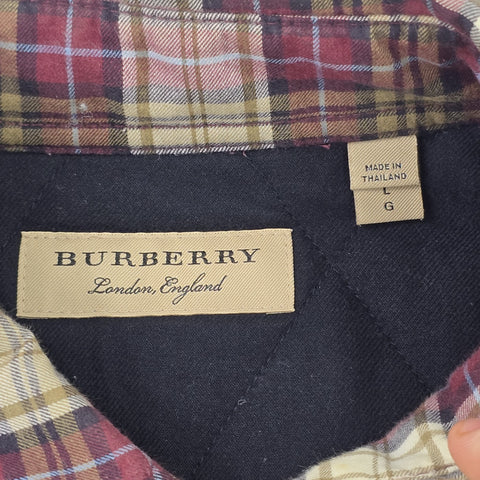 MADE IN
THAILAND
L
G
BURBERRY
London, England